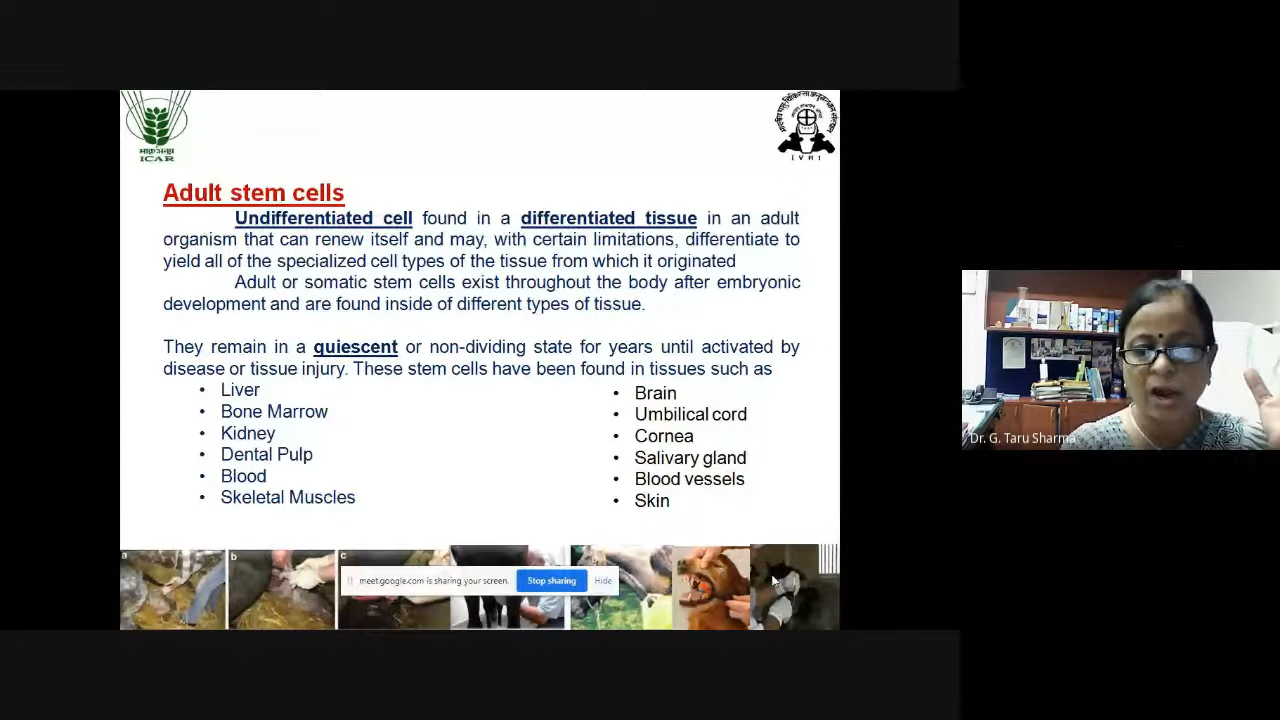 ICAR
IVRI
Adult stem cells
Undifferentiated cell found in a differentiated tissue in an adult
organism that can renew itself and may, with certain limitations, differentiate to
yield all of the specialized cell types of the tissue from which it originated
Adult or somatic stem cells exist throughout the body after embryonic
development and are found inside of different types of tissue.
They remain in a quiescent or non-dividing state for years until activated by
disease or tissue injury. These stem cells have been found in tissues such as
• Liver
• Bone Marrow
• Kidney
• Dental Pulp
• Blood
• Skeletal Muscles
• Brain
• Umbilical cord
• Cornea
• Salivary gland
• Blood vessels
• Skin
a
b
c
meet.google.com is sharing your screen.
Stop sharing
Hide
Dr. G. Taru Sharma